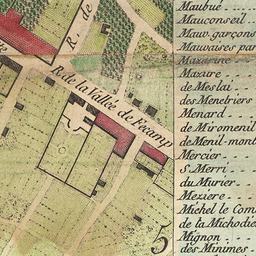 R. de
R. de la Vallée de Fecamp
5
Maubué
Mauconseil
Mauv. garçons
Mauvaises par
Mazarine
Mazure
de Meslai
des Menetriers
Menard
de Miromenil
de Menil-mont
Mercier
S. Merri
du Murier
Meziere
Michel le Com
de la Michodie
Mignon
des Minimes